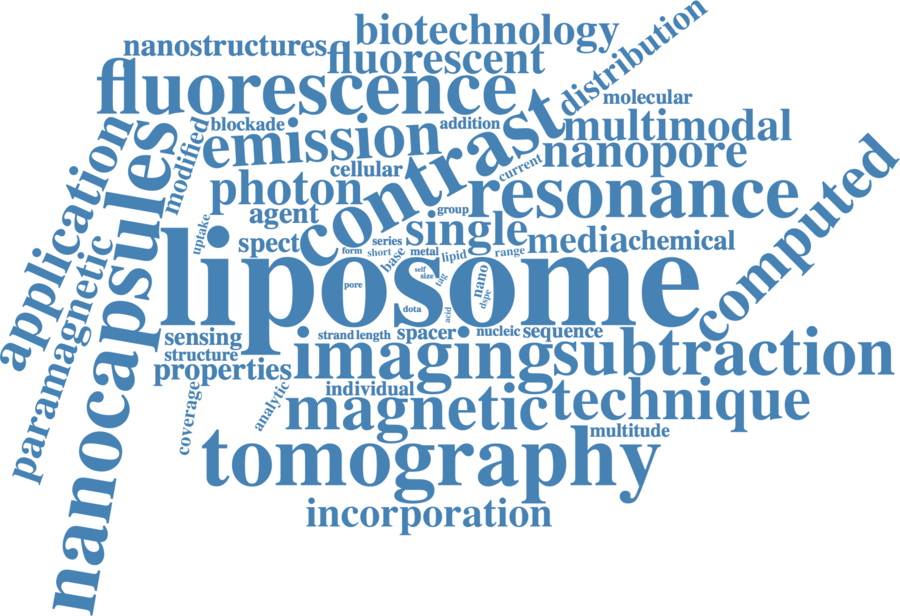 biotechnology
distribution
nanostructures
fluorescent
fluorescence
molecular
blockade
addition
contrast
multimodal
application
nanocapsules
modified
emission
cellular
current
nanopore
computed
photon
resonance
agent
group
single
uptake
spect
series
media
chemical
form
short
base
metal
lipid
range
liposome
paramagnetic
self
size
tag
nano
dspe
pore
dota
acid
sensing
strand
length
spacer
nucleic
sequence
structure
imaging
subtraction
properties
individual
analytic
coverage
magnetic
technique
multitude
tomography
incorporation